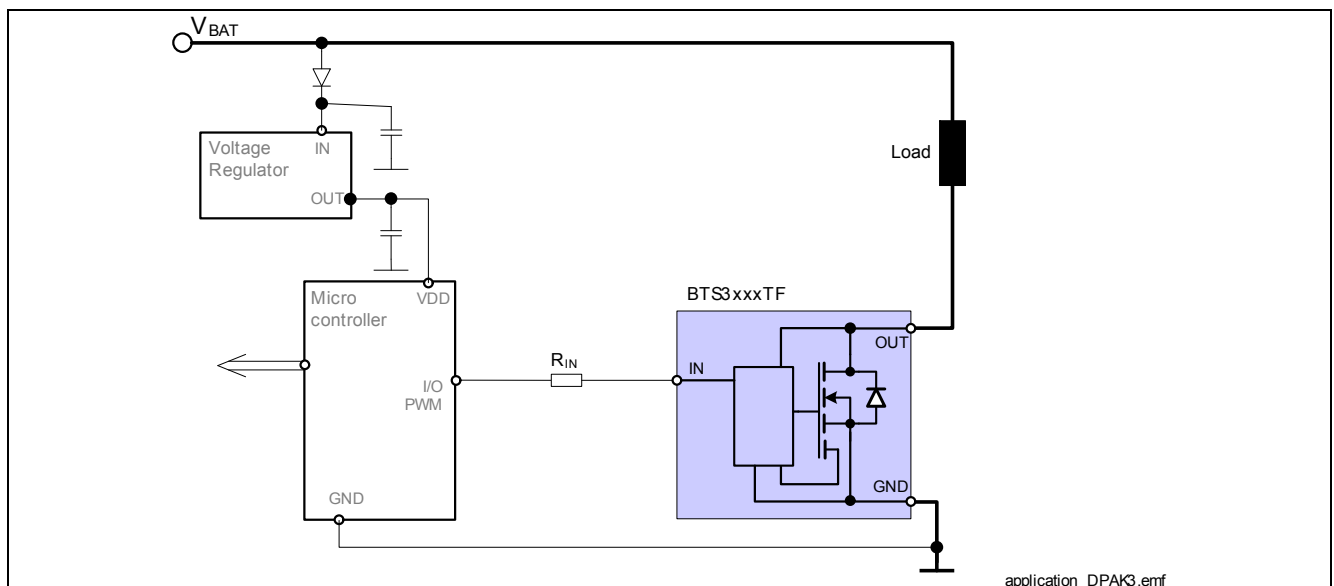 VBAT
Voltage
Regulator
IN
OUT
Load
Micro
controller
VDD
I/O
PWM
GND
RIN
BTS3xxxTF
IN
OUT
GND
application_DPAK3.emf